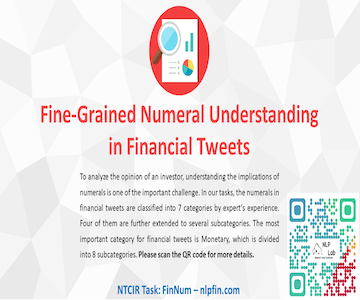 Fine-Grained Numeral Understanding
in Financial Tweets
To analyze the opinion of an investor, understanding the implications of
numerals is one of the important challenge. In our tasks, the numerals in
financial tweets are classified into 7 categories by expert's experience.
Four of them are further extended to several subcategories. The most
important category for financial tweets is Monetary, which is divided
into 8 subcategories. Please scan the QR code for more details.
NLP
Lab
NTCIR Task: FinNum – nlpfin.com